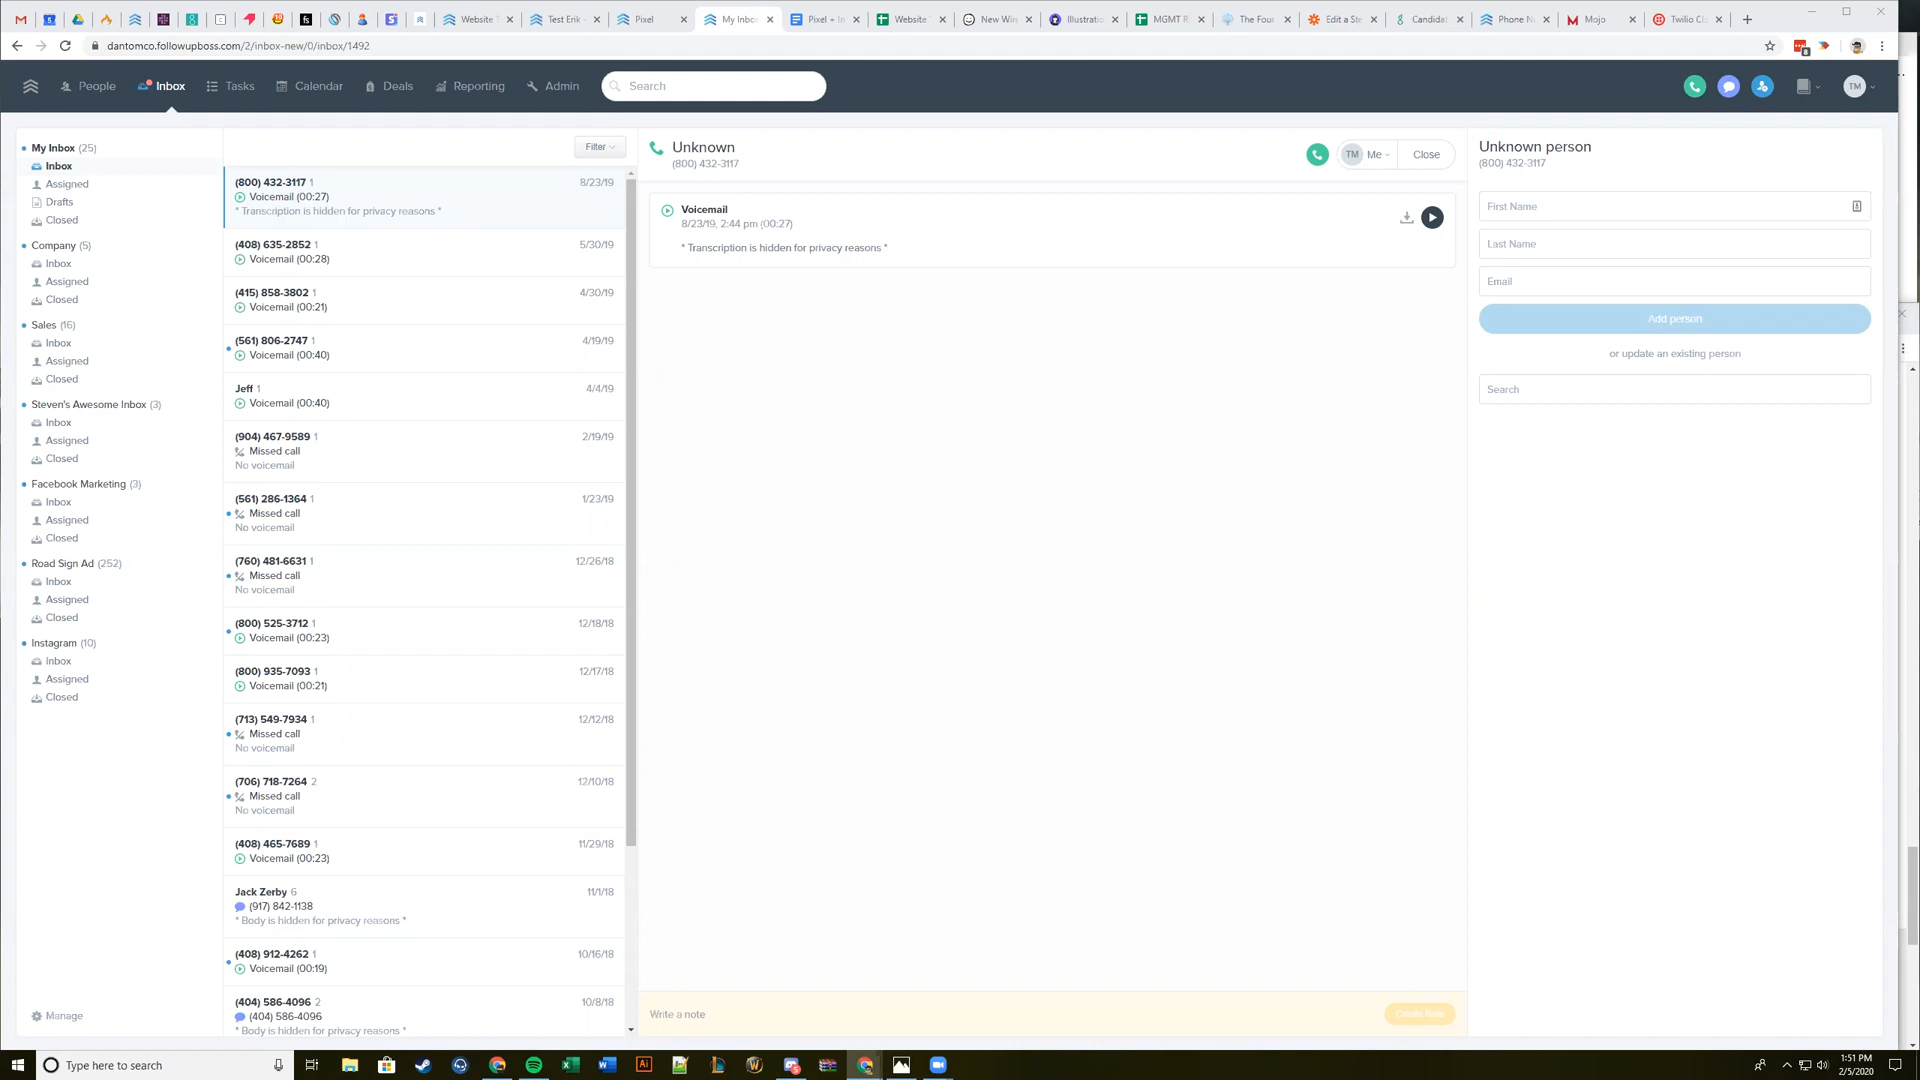 Website T
Test Erik -
Pixel
My Inbox
Pixel + In
Website T
New Wire
Illustratio
MGMT R
The Four
Edit a Ste
Candidat
Phone Nu
Mojo
Twilio Cl
dantomco.followupboss.com/2/inbox-new/0/inbox/1492
People
Inbox
Tasks
Calendar
Deals
Reporting
Admin
Search
TM
My Inbox (25)
Inbox
Assigned
Drafts
Closed
Company (5)
Inbox
Assigned
Closed
Sales (16)
Inbox
Assigned
Closed
Steven's Awesome Inbox (3)
Inbox
Assigned
Closed
Facebook Marketing (3)
Inbox
Assigned
Closed
Road Sign Ad (252)
Inbox
Assigned
Closed
Instagram (10)
Inbox
Assigned
Closed
Manage
Filter
(800) 432-3117 1 8/23/19
Voicemail (00:27)
* Transcription is hidden for privacy reasons *
(408) 635-2852 1 5/30/19
Voicemail (00:28)
(415) 858-3802 1 4/30/19
Voicemail (00:21)
(561) 806-2747 1 4/19/19
Voicemail (00:40)
Jeff 1 4/4/19
Voicemail (00:40)
(904) 467-9589 1 2/19/19
Missed call
No voicemail
(561) 286-1364 1 1/23/19
Missed call
No voicemail
(760) 481-6631 1 12/26/18
Missed call
No voicemail
(800) 525-3712 1 12/18/18
Voicemail (00:23)
(800) 935-7093 1 12/17/18
Voicemail (00:21)
(713) 549-7934 1 12/12/18
Missed call
No voicemail
(706) 718-7264 2 12/10/18
Missed call
No voicemail
(408) 465-7689 1 11/29/18
Voicemail (00:23)
Jack Zerby 6 11/1/18
(917) 842-1138
* Body is hidden for privacy reasons *
(408) 912-4262 1 10/16/18
Voicemail (00:19)
(404) 586-4096 2 10/8/18
(404) 586-4096
* Body is hidden for privacy reasons *
Unknown
(800) 432-3117
TM Me
Close
Voicemail
8/23/19, 2:44 pm (00:27)
* Transcription is hidden for privacy reasons *
Write a note
Create Note
Unknown person
(800) 432-3117
First Name
Last Name
Email
Add person
or update an existing person
Search
Type here to search
1:51 PM
2/5/2020